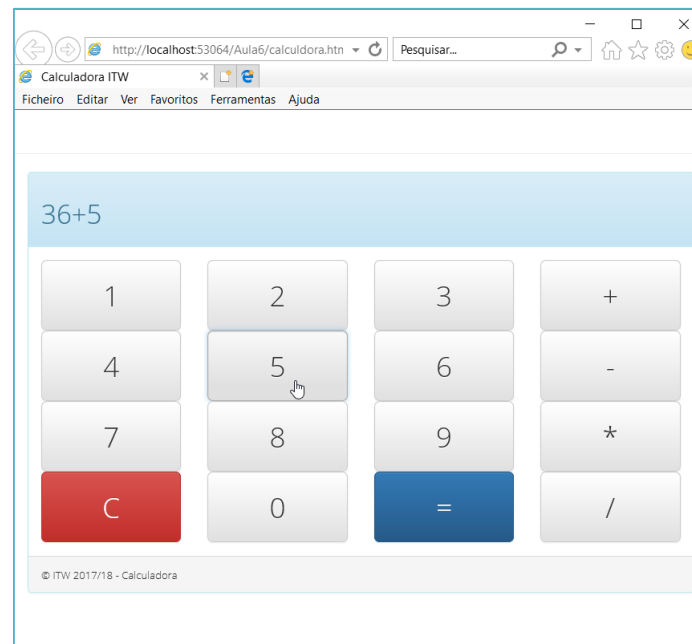 http://localhost:53064/Aula6/calculdora.htn
Pesquisar...
Calculadora ITW
Ficheiro Editar Ver Favoritos Ferramentas Ajuda
36+5
1 2 3 +
4 5 6 -
7 8 9 *
C 0 = /
© ITW 2017/18 - Calculadora